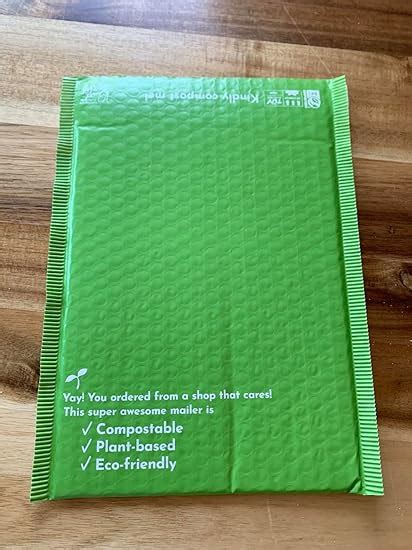 Kindly compost me!
Yay! You ordered from a shop that cares!
This super awesome mailer is
✓ Compostable
✓ Plant-based
✓ Eco-friendly